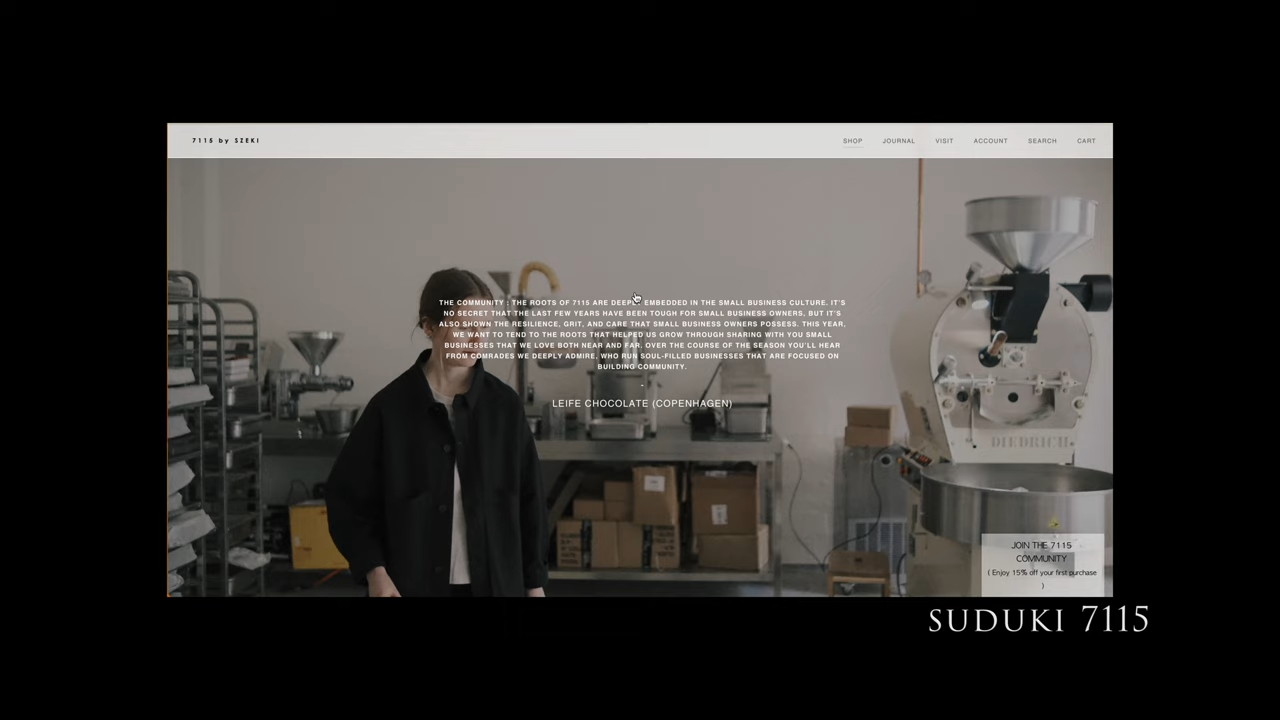 7115 by SZEKI
SHOP JOURNAL VISIT ACCOUNT SEARCH CART
THE COMMUNITY : THE ROOTS OF 7115 ARE DEEPLY EMBEDDED IN THE SMALL BUSINESS CULTURE. IT'S
NO SECRET THAT THE LAST FEW YEARS HAVE BEEN TOUGH FOR SMALL BUSINESS OWNERS, BUT IT'S
ALSO SHOWN THE RESILIENCE, GRIT, AND CARE THAT SMALL BUSINESS OWNERS POSSESS. THIS YEAR,
WE WANT TO TEND TO THE ROOTS THAT HELPED US GROW THROUGH SHARING WITH YOU SMALL
BUSINESSES THAT WE LOVE BOTH NEAR AND FAR. OVER THE COURSE OF THE SEASON YOU'LL HEAR
FROM COMRADES WE DEEPLY ADMIRE, WHO RUN SOUL-FILLED BUSINESSES THAT ARE FOCUSED ON
BUILDING COMMUNITY.
-
LEIFE CHOCOLATE (COPENHAGEN)
DIEDRICH
JOIN THE 7115
COMMUNITY
( Enjoy 15% off your first purchase
)
SUDUKI 7115